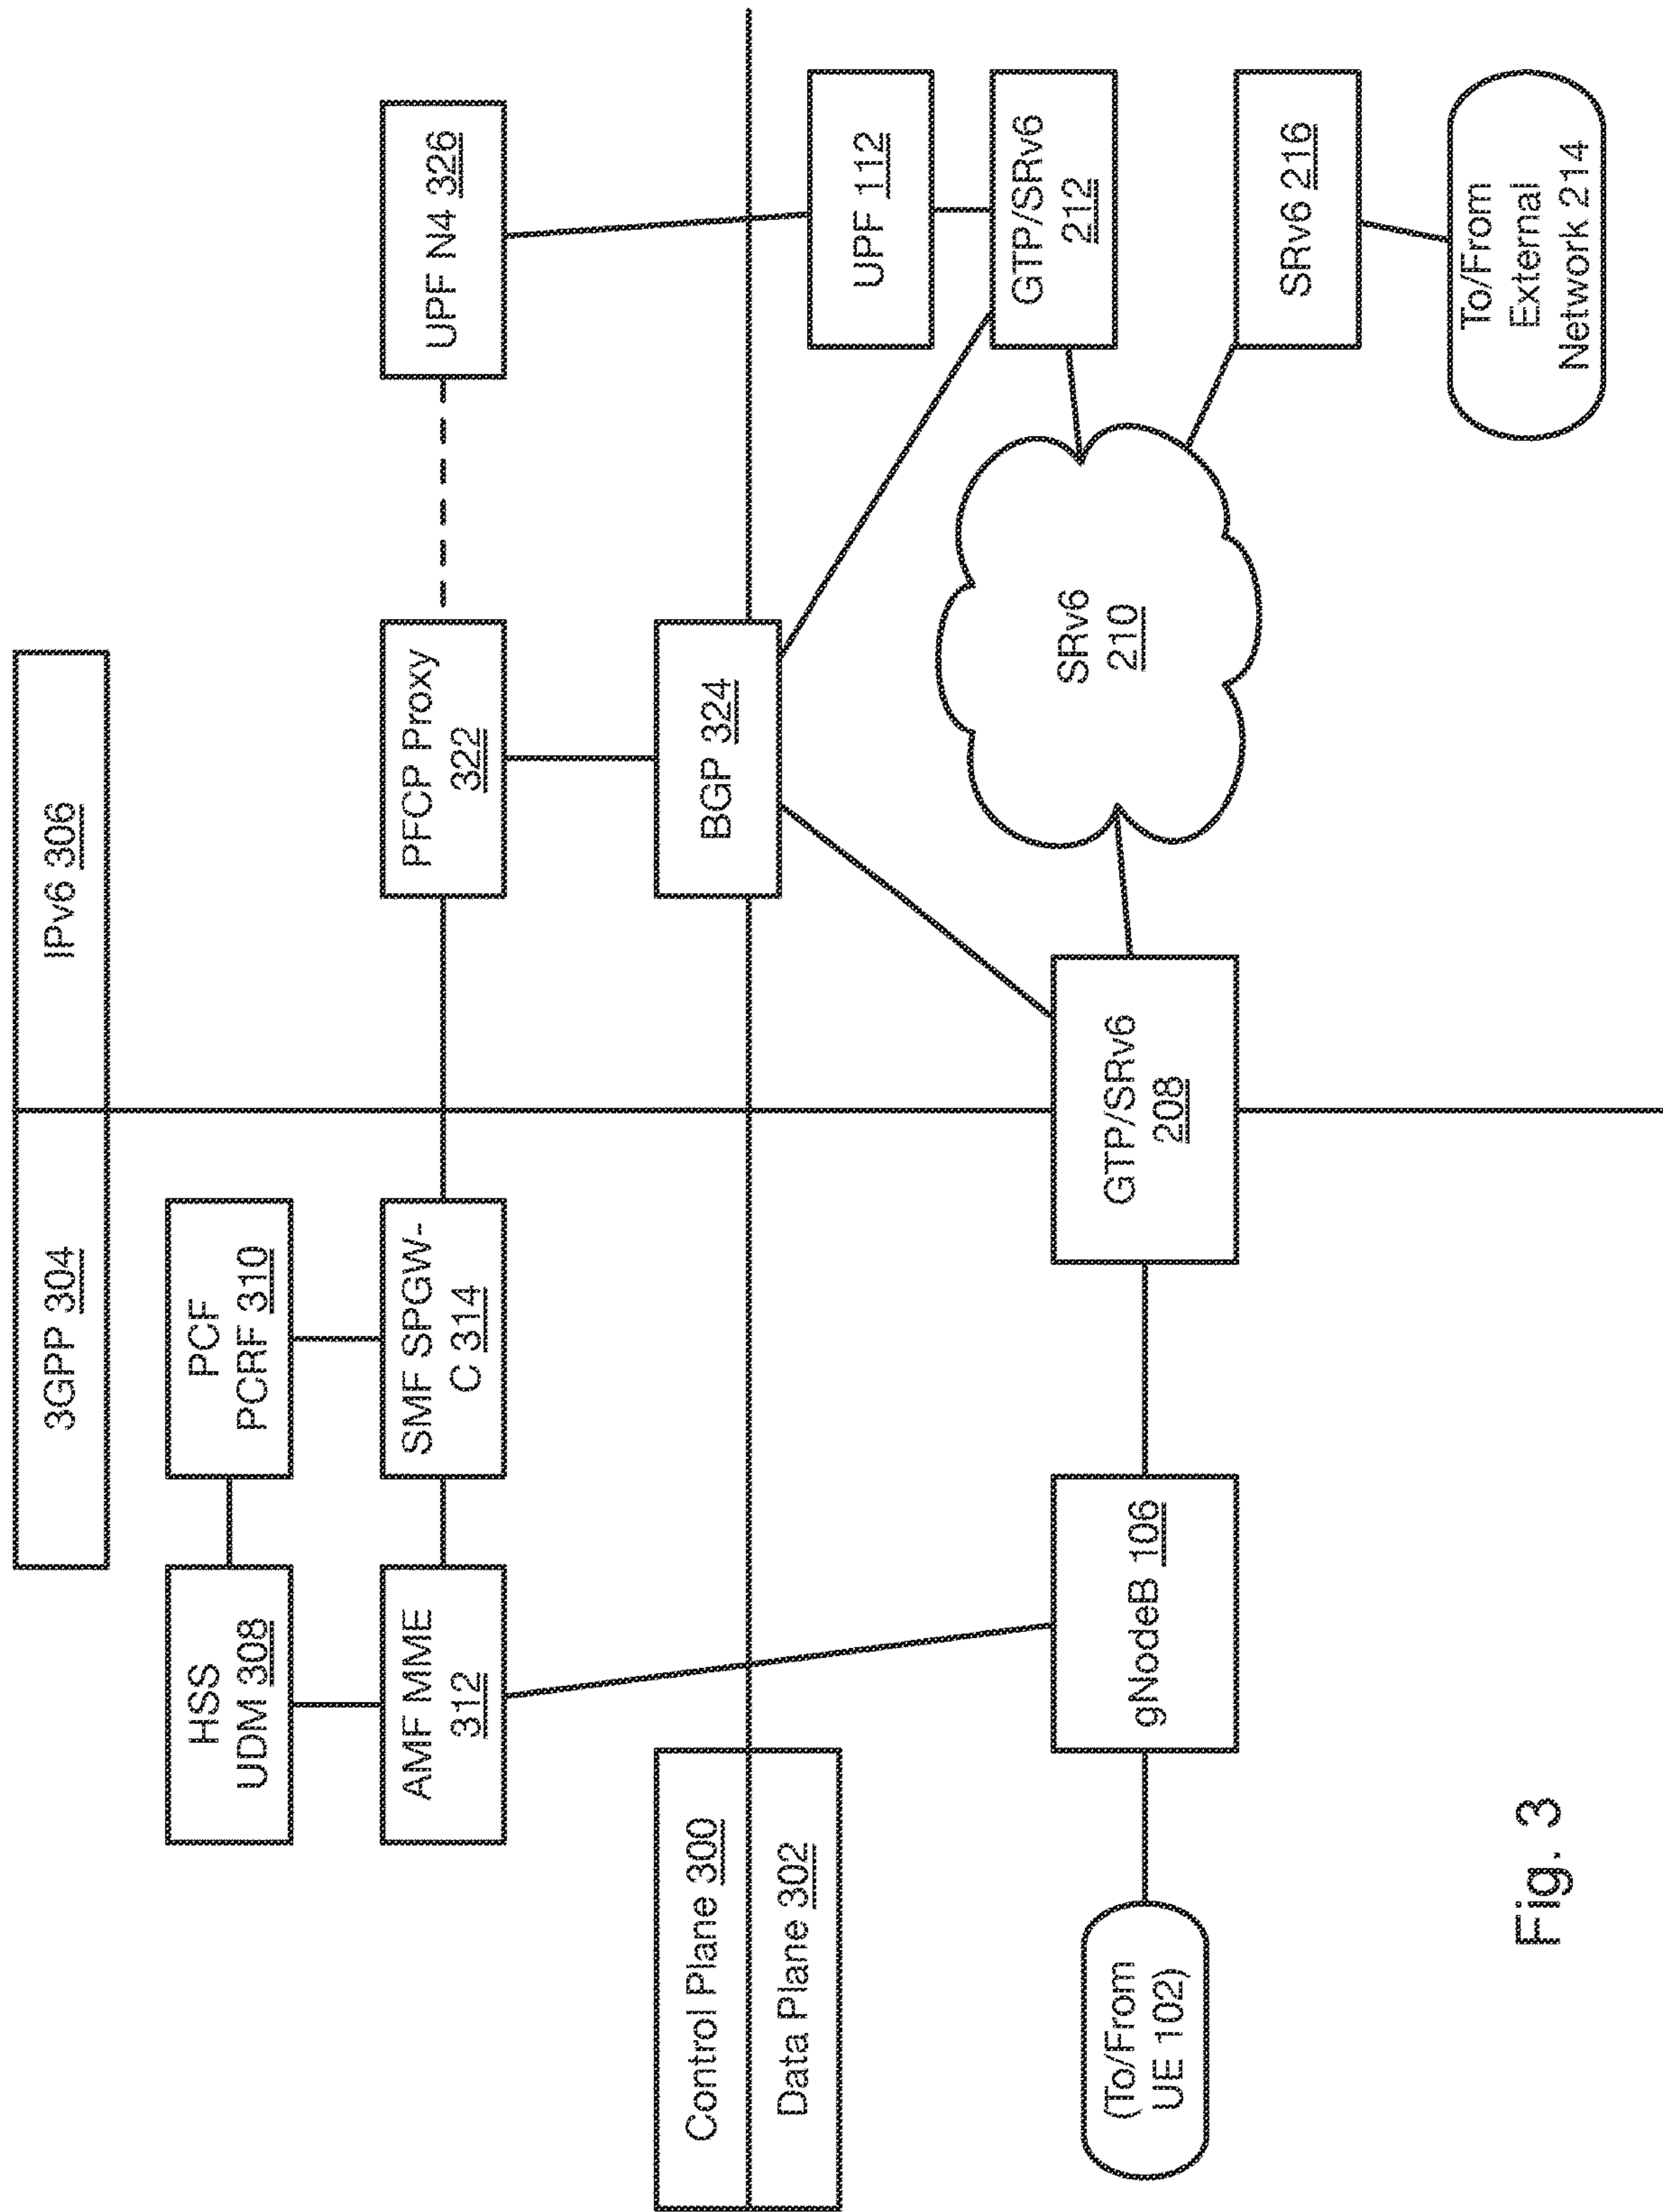 3GPP 304
IPv6 306
HSS
UDM 308
PCF
PCRF 310
AMF MME
312
SMF SPGW-
C 314
PFCP Proxy
322
UPF N4 326
Control Plane 300
Data Plane 302
BGP 324
UPF 112
GTP/SRv6
212
(To/From
UE 102)
gNodeB 106
GTP/SRv6
208
SRv6
210
SRv6 216
To/From
External
Network 214
Fig. 3